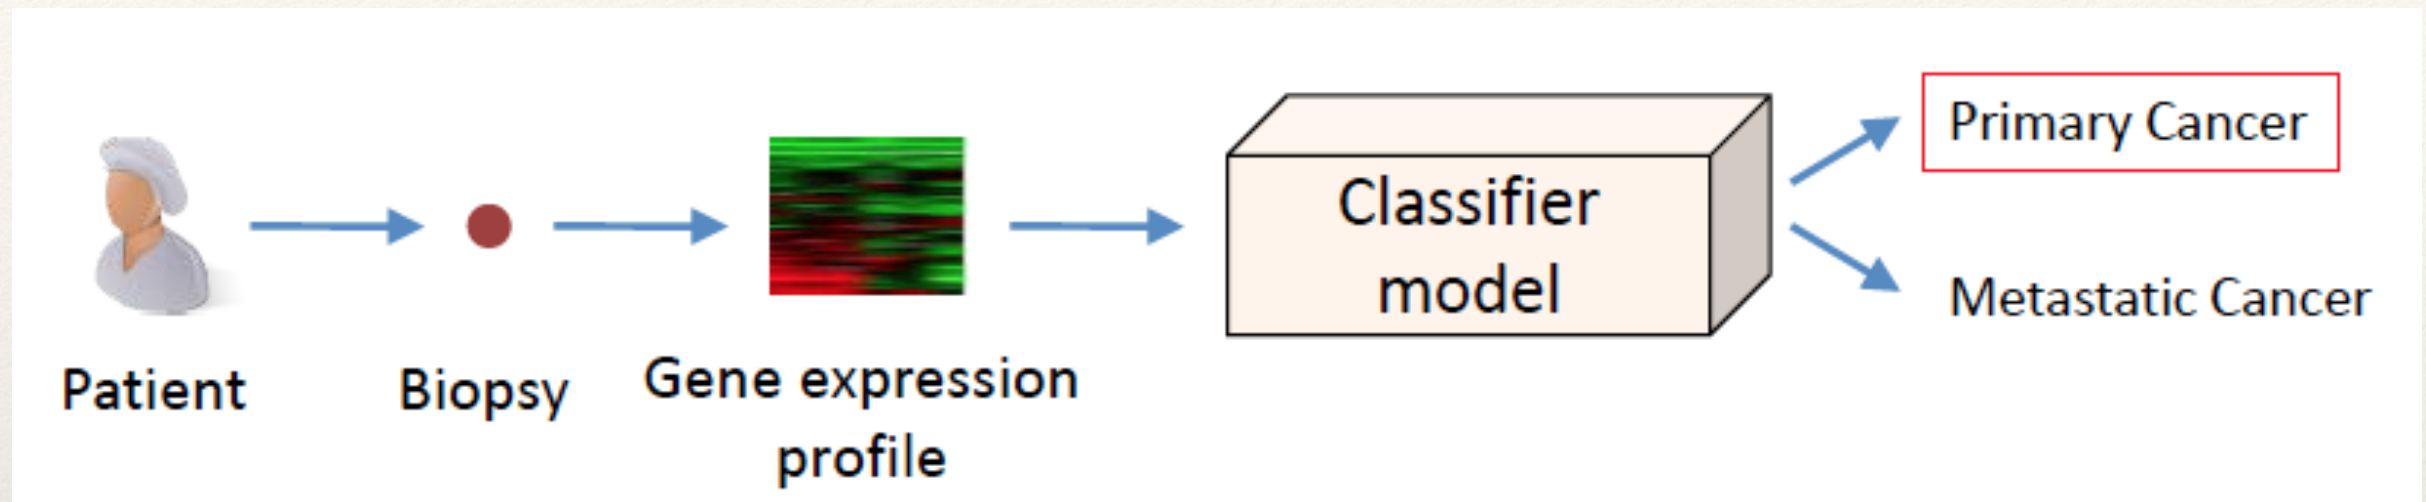 Patient
Biopsy
Gene expression
profile
Classifier
model
Primary Cancer
Metastatic Cancer